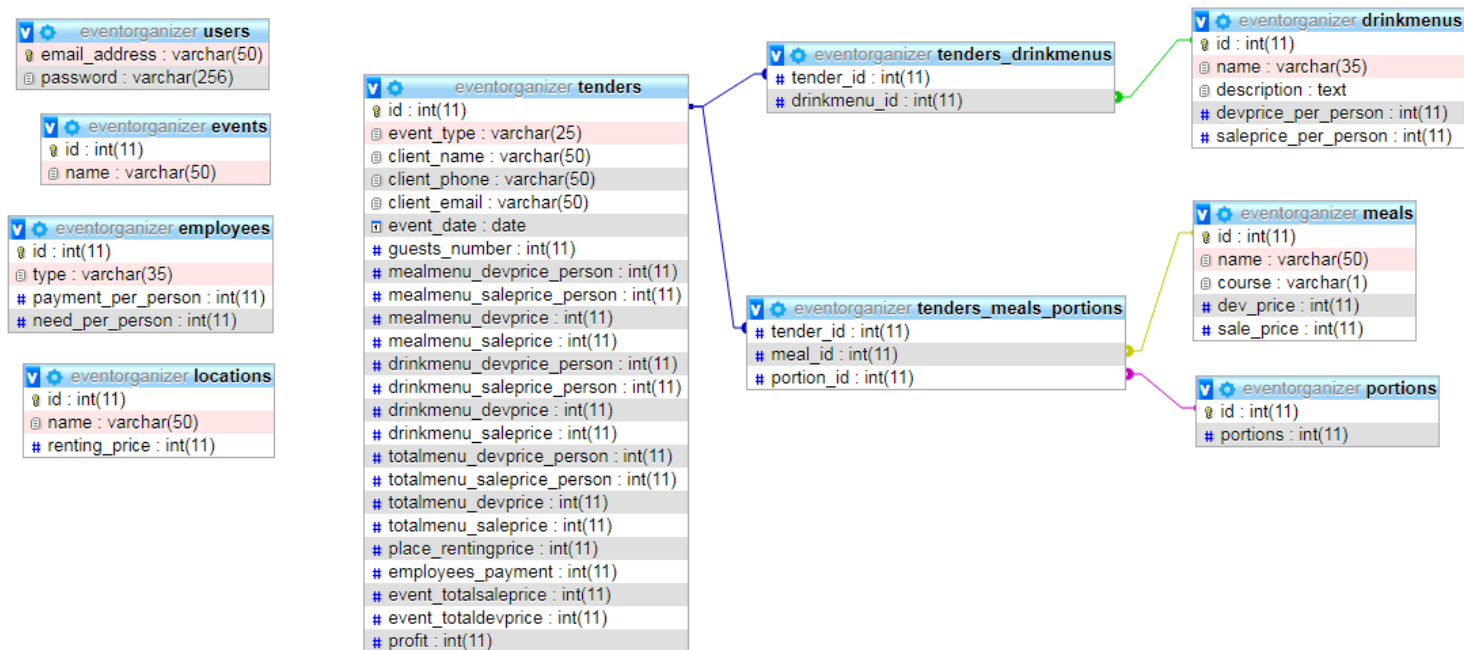 eventorganizer users
email_address : varchar(50)
password : varchar(256)
eventorganizer events
id : int(11)
name : varchar(50)
eventorganizer employees
id : int(11)
type : varchar(35)
payment_per_person : int(11)
need_per_person : int(11)
eventorganizer locations
id : int(11)
name : varchar(50)
renting_price : int(11)
eventorganizer tenders
id : int(11)
event_type : varchar(25)
client_name : varchar(50)
client_phone : varchar(50)
client_email : varchar(50)
event_date : date
guests_number : int(11)
mealmenu_devprice_person : int(11)
mealmenu_saleprice_person : int(11)
mealmenu_devprice : int(11)
mealmenu_saleprice : int(11)
drinkmenu_devprice_person : int(11)
drinkmenu_saleprice_person : int(11)
drinkmenu_devprice : int(11)
drinkmenu_saleprice : int(11)
totalmenu_devprice_person : int(11)
totalmenu_saleprice_person : int(11)
totalmenu_devprice : int(11)
totalmenu_saleprice : int(11)
place_rentingprice : int(11)
employees_payment : int(11)
event_totalsaleprice : int(11)
event_totaldevprice : int(11)
profit : int(11)
eventorganizer tenders_drinkmenus
tender_id : int(11)
drinkmenu_id : int(11)
eventorganizer tenders_meals_portions
tender_id : int(11)
meal_id : int(11)
portion_id : int(11)
eventorganizer drinkmenus
id : int(11)
name : varchar(35)
description : text
devprice_per_person : int(11)
saleprice_per_person : int(11)
eventorganizer meals
id : int(11)
name : varchar(50)
course : varchar(1)
dev_price : int(11)
sale_price : int(11)
eventorganizer portions
id : int(11)
portions : int(11)